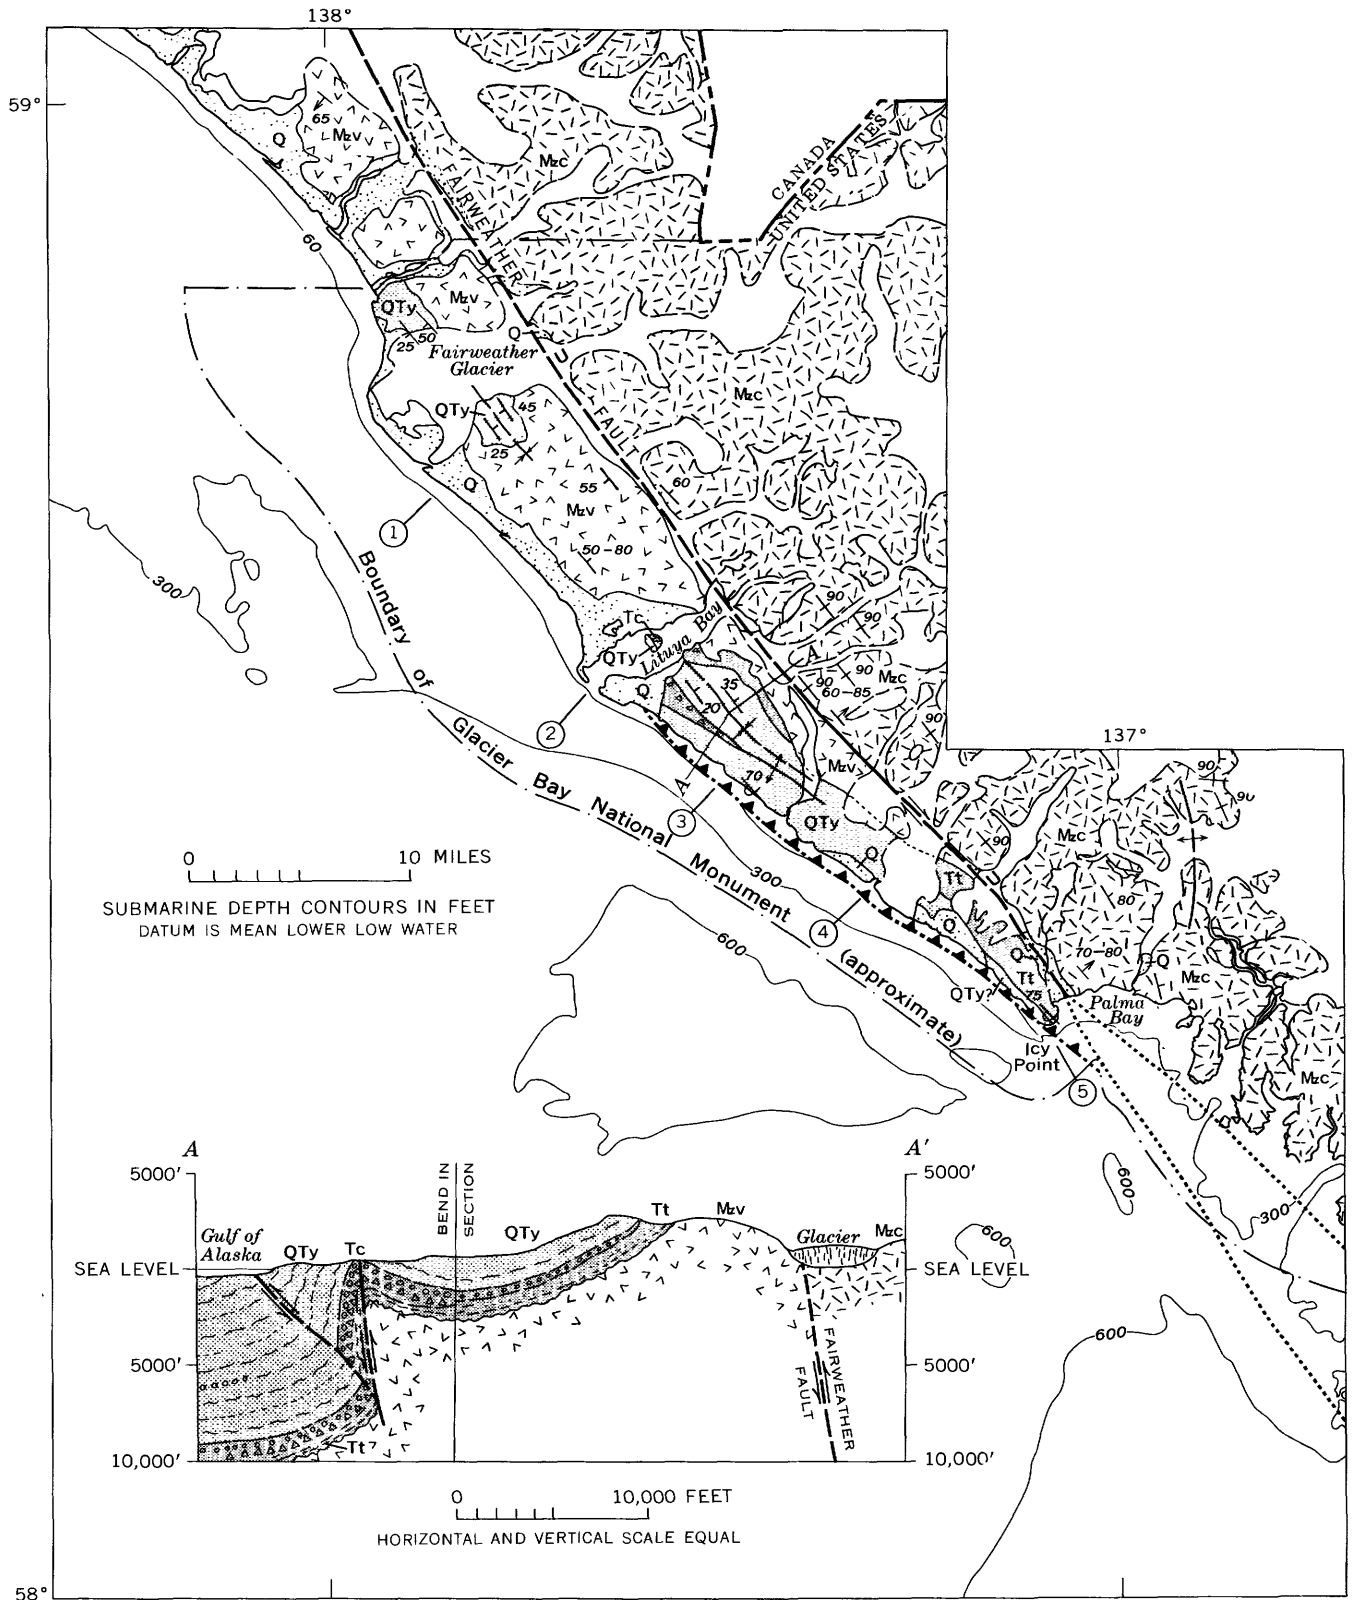 138°
59°
65
Mzv
Q
Mzc
CANADA
UNITED STATES
FAIRWEATHER
60
QTy
Mzv
Q
25
50
Fairweather
Glacier
Mzc
QTy
45
FAULT
25
Q
60
55
Mzv
1
50–80
300
90
90
Tc
Lituya Bay
QTy
A'
90
Mzc
90
60–85
Q
35
20
90
2
137°
Boundary of Glacier Bay National Monument (approximate)
Mzv
70
A
90
3
QTy
Mzc
90
0
10 MILES
Q
300
Tt
80
SUBMARINE DEPTH CONTOURS IN FEET
DATUM IS MEAN LOWER LOW WATER
4
Q
600
70–80
Q
Q
Mzc
Tt
QTy?
75
Palma
Bay
Icy
Point
Mzc
5
A
A'
5000'
BEND IN
SECTION
5000'
600
300
Tt
Mzv
Gulf of
Alaska
QTy
Tc
QTy
Glacier
Mzc
600
SEA LEVEL
SEA LEVEL
600
5000'
FAIRWEATHER
FAULT
5000'
Tt
10,000'
10,000'
0
10,000 FEET
HORIZONTAL AND VERTICAL SCALE EQUAL
58°